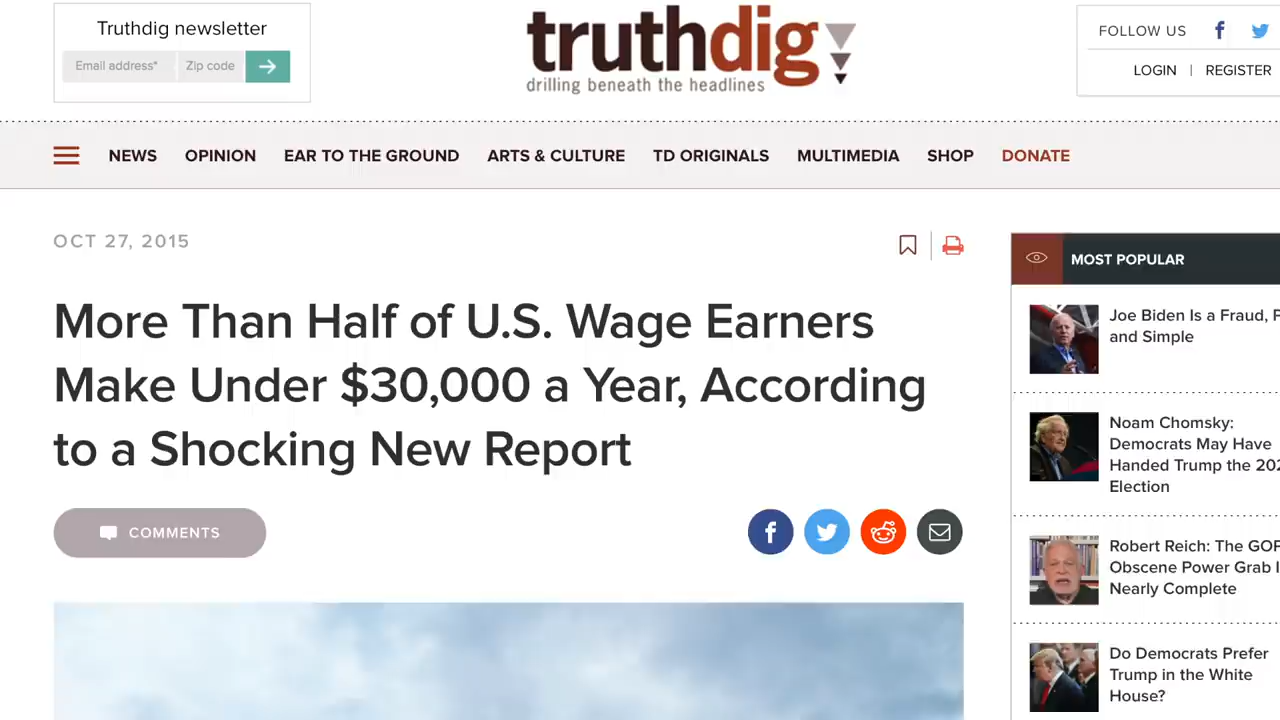 Truthdig newsletter
Email address*
Zip code
truthdig
drilling beneath the headlines
FOLLOW US
LOGIN | REGISTER
NEWS OPINION EAR TO THE GROUND ARTS & CULTURE TD ORIGINALS MULTIMEDIA SHOP DONATE
OCT 27, 2015
More Than Half of U.S. Wage Earners
Make Under $30,000 a Year, According
to a Shocking New Report
COMMENTS
MOST POPULAR
Joe Biden Is a Fraud,
and Simple
Noam Chomsky:
Democrats May Have
Handed Trump the
Election
Robert Reich: The GOP
Obscene Power Grab
Nearly Complete
Do Democrats Prefer
Trump in the White
House?